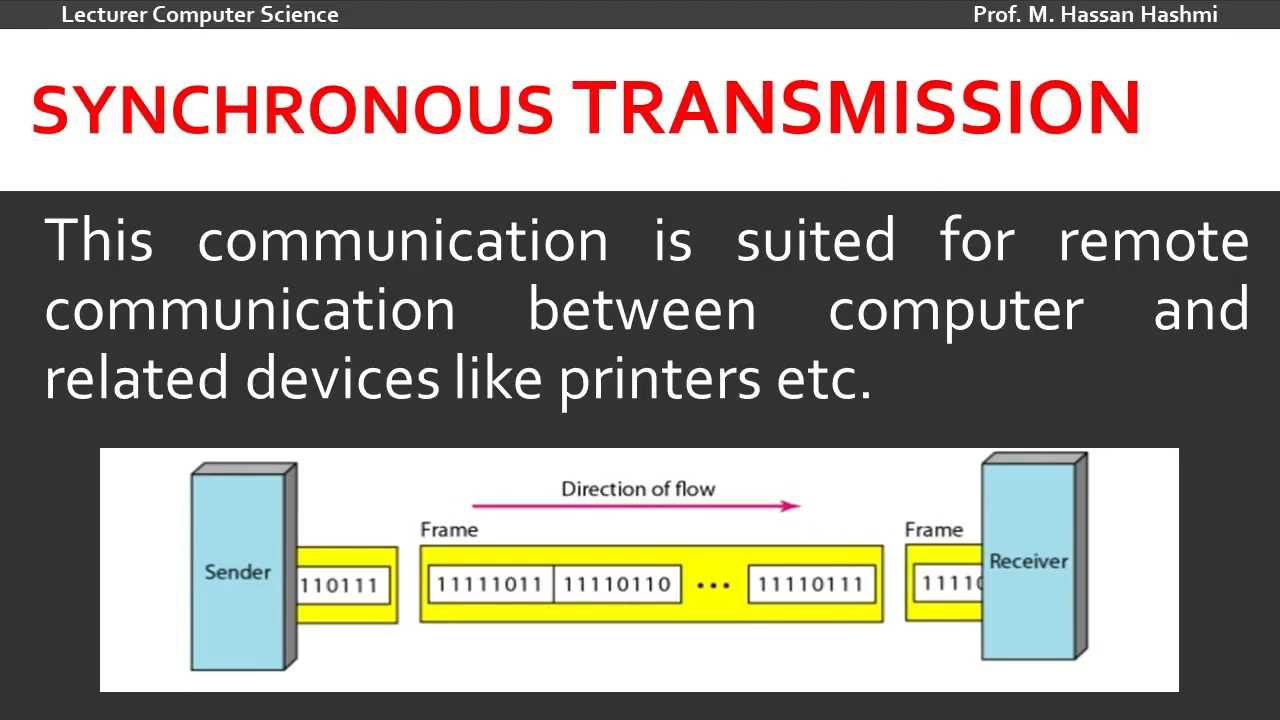 Lecturer Computer Science
Prof. M. Hassan Hashmi
SYNCHRONOUS TRANSMISSION
This communication is suited for remote
communication between computer and
related devices like printers etc.
Direction of flow
Frame
Frame
Sender
110111
11111011 11110110 ••• 11110111
11110
Receiver